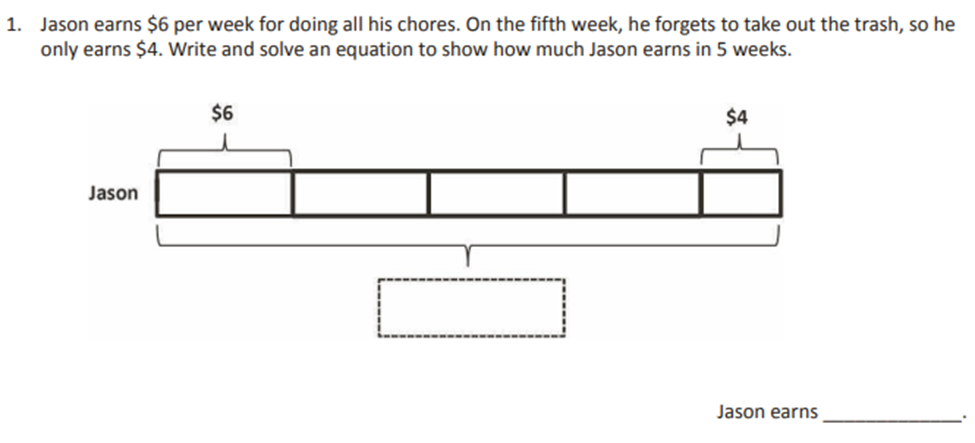 1. Jason earns $6 per week for doing all his chores. On the fifth week, he forgets to take out the trash, so he
only earns $4. Write and solve an equation to show how much Jason earns in 5 weeks.
$6
$4
Jason
Jason earns ______________.